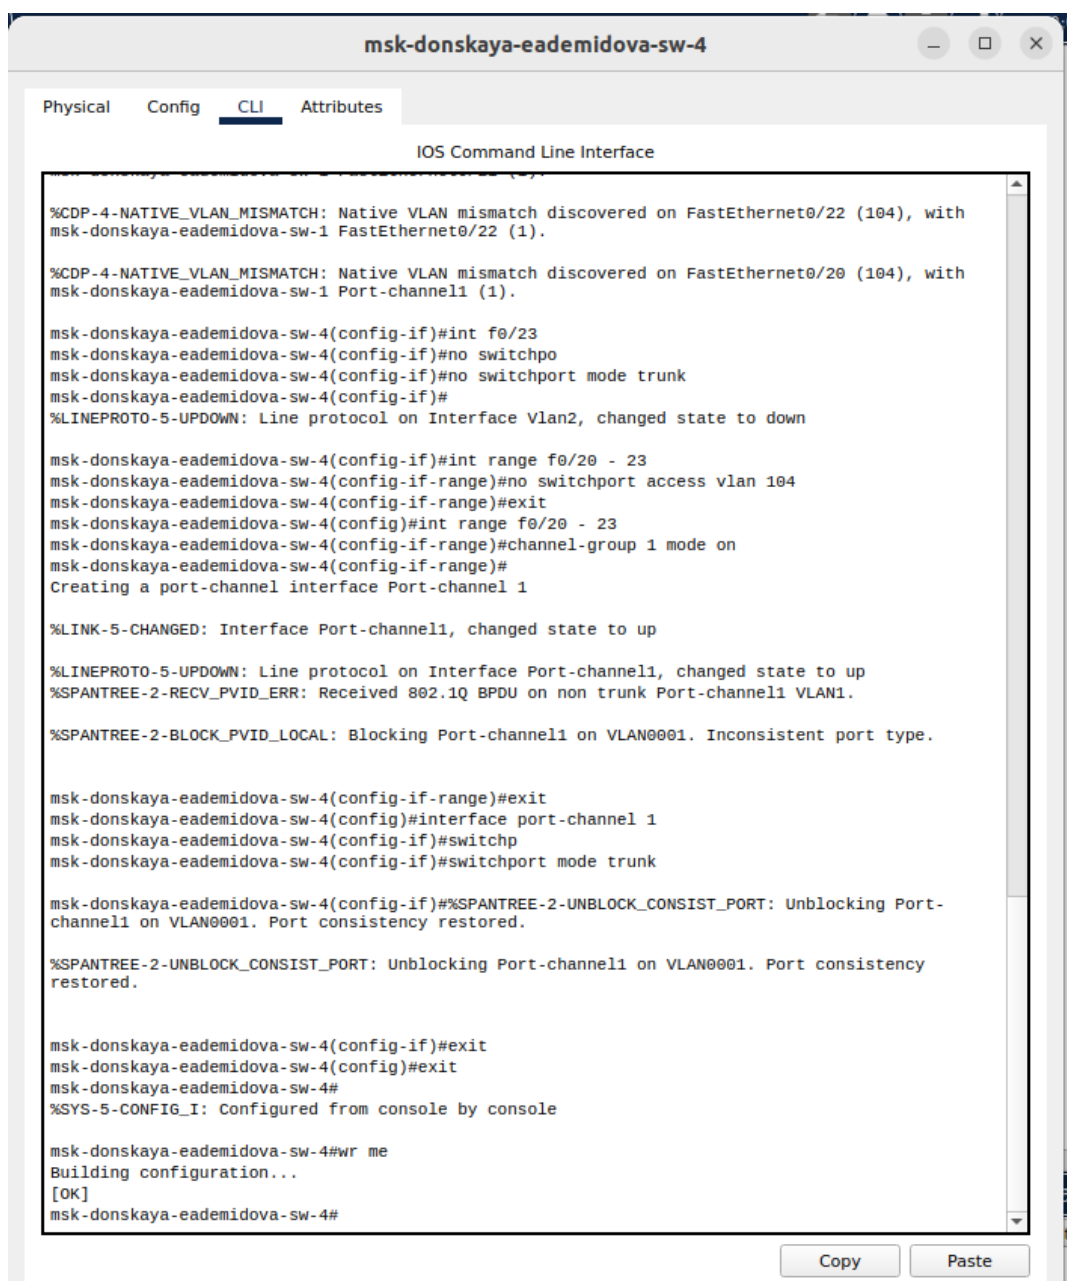 msk-donskaya-eademidova-sw-4
Physical Config CLI Attributes
IOS Command Line Interface
%CDP-4-NATIVE_VLAN_MISMATCH: Native VLAN mismatch discovered on FastEthernet0/22 (104), with
msk-donskaya-eademidova-sw-1 FastEthernet0/22 (1).
%CDP-4-NATIVE_VLAN_MISMATCH: Native VLAN mismatch discovered on FastEthernet0/20 (104), with
msk-donskaya-eademidova-sw-1 Port-channel1 (1).
msk-donskaya-eademidova-sw-4(config-if)#int f0/23
msk-donskaya-eademidova-sw-4(config-if)#no switchpo
msk-donskaya-eademidova-sw-4(config-if)#no switchport mode trunk
msk-donskaya-eademidova-sw-4(config-if)#
%LINEPROTO-5-UPDOWN: Line protocol on Interface Vlan2, changed state to down
msk-donskaya-eademidova-sw-4(config-if)#int range f0/20 - 23
msk-donskaya-eademidova-sw-4(config-if-range)#no switchport access vlan 104
msk-donskaya-eademidova-sw-4(config-if-range)#exit
msk-donskaya-eademidova-sw-4(config)#int range f0/20 - 23
msk-donskaya-eademidova-sw-4(config-if-range)#channel-group 1 mode on
msk-donskaya-eademidova-sw-4(config-if-range)#
Creating a port-channel interface Port-channel 1
%LINK-5-CHANGED: Interface Port-channel1, changed state to up
%LINEPROTO-5-UPDOWN: Line protocol on Interface Port-channel1, changed state to up
%SPANTREE-2-RECV_PVID_ERR: Received 802.1Q BPDU on non trunk Port-channel1 VLAN1.
%SPANTREE-2-BLOCK_PVID_LOCAL: Blocking Port-channel1 on VLAN0001. Inconsistent port type.
msk-donskaya-eademidova-sw-4(config-if-range)#exit
msk-donskaya-eademidova-sw-4(config)#interface port-channel 1
msk-donskaya-eademidova-sw-4(config-if)#switchp
msk-donskaya-eademidova-sw-4(config-if)#switchport mode trunk
msk-donskaya-eademidova-sw-4(config-if)#%SPANTREE-2-UNBLOCK_CONSIST_PORT: Unblocking Port-
channel1 on VLAN0001. Port consistency restored.
%SPANTREE-2-UNBLOCK_CONSIST_PORT: Unblocking Port-channel1 on VLAN0001. Port consistency
restored.
msk-donskaya-eademidova-sw-4(config-if)#exit
msk-donskaya-eademidova-sw-4(config)#exit
msk-donskaya-eademidova-sw-4#
%SYS-5-CONFIG_I: Configured from console by console
msk-donskaya-eademidova-sw-4#wr me
Building configuration...
[OK]
msk-donskaya-eademidova-sw-4#
Copy Paste